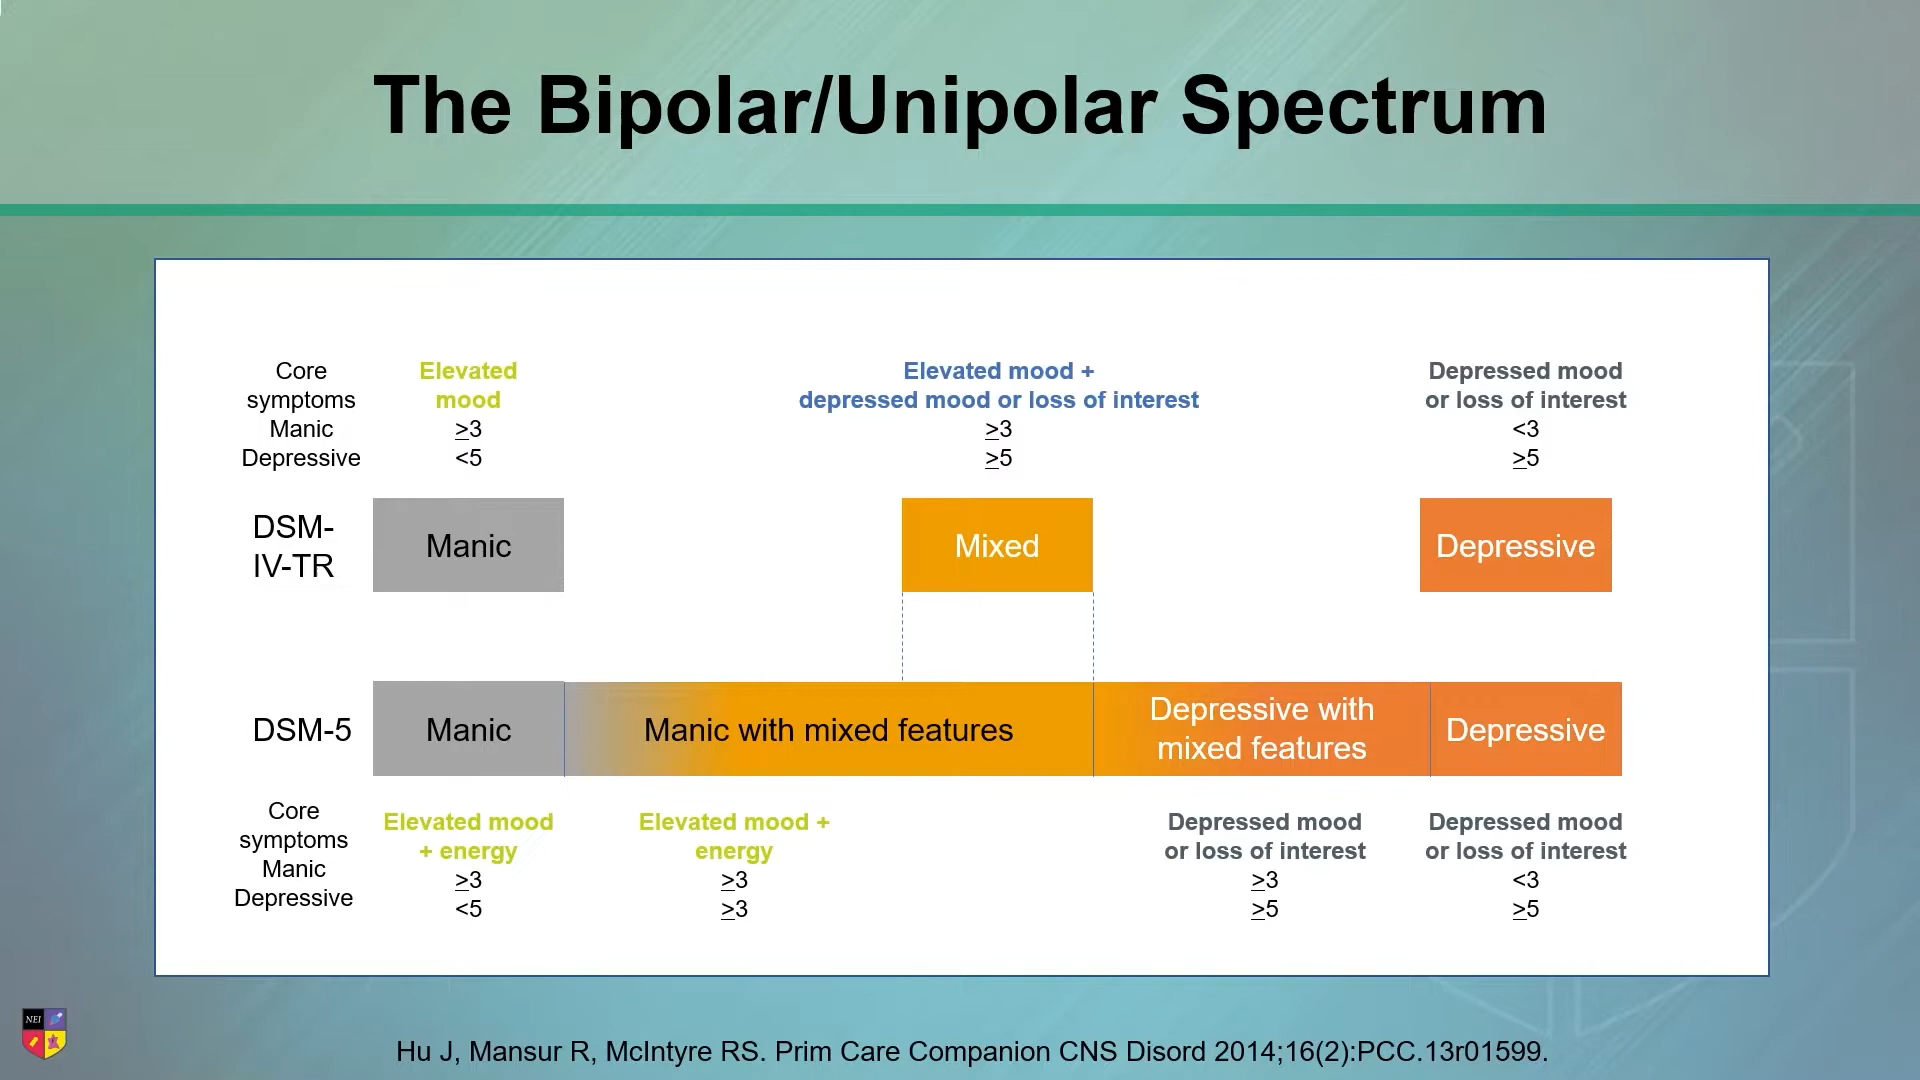 The Bipolar/Unipolar Spectrum
Core
symptoms
Manic
Depressive
Elevated
mood
≥3
<5
Elevated mood +
depressed mood or loss of interest
≥3
≥5
Depressed mood
or loss of interest
<3
≥5
DSM-
IV-TR
Manic
Mixed
Depressive
DSM-5
Manic
Manic with mixed features
Depressive with
mixed features
Depressive
Core
symptoms
Manic
Depressive
Elevated mood
+ energy
≥3
<5
Elevated mood +
energy
≥3
≥3
Depressed mood
or loss of interest
≥3
≥5
Depressed mood
or loss of interest
<3
≥5
NEI
Hu J, Mansur R, McIntyre RS. Prim Care Companion CNS Disord 2014;16(2):PCC.13r01599.